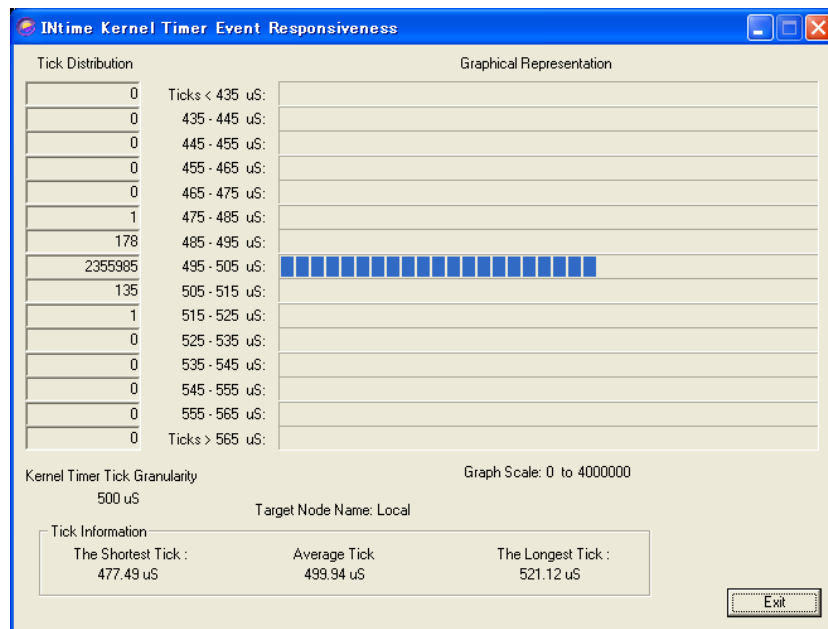 INtime Kernel Timer Event Responsiveness
Tick Distribution Graphical Representation
0 Ticks < 435 uS:
0 435 - 445 uS:
0 445 - 455 uS:
0 455 - 465 uS:
0 465 - 475 uS:
1 475 - 485 uS:
178 485 - 495 uS:
2355985 495 - 505 uS:
135 505 - 515 uS:
1 515 - 525 uS:
0 525 - 535 uS:
0 535 - 545 uS:
0 545 - 555 uS:
0 555 - 565 uS:
0 Ticks > 565 uS:
Kernel Timer Tick Granularity Graph Scale: 0 to 4000000
500 uS
Target Node Name: Local
Tick Information
The Shortest Tick : Average Tick The Longest Tick :
477.49 uS 499.94 uS 521.12 uS
Exit